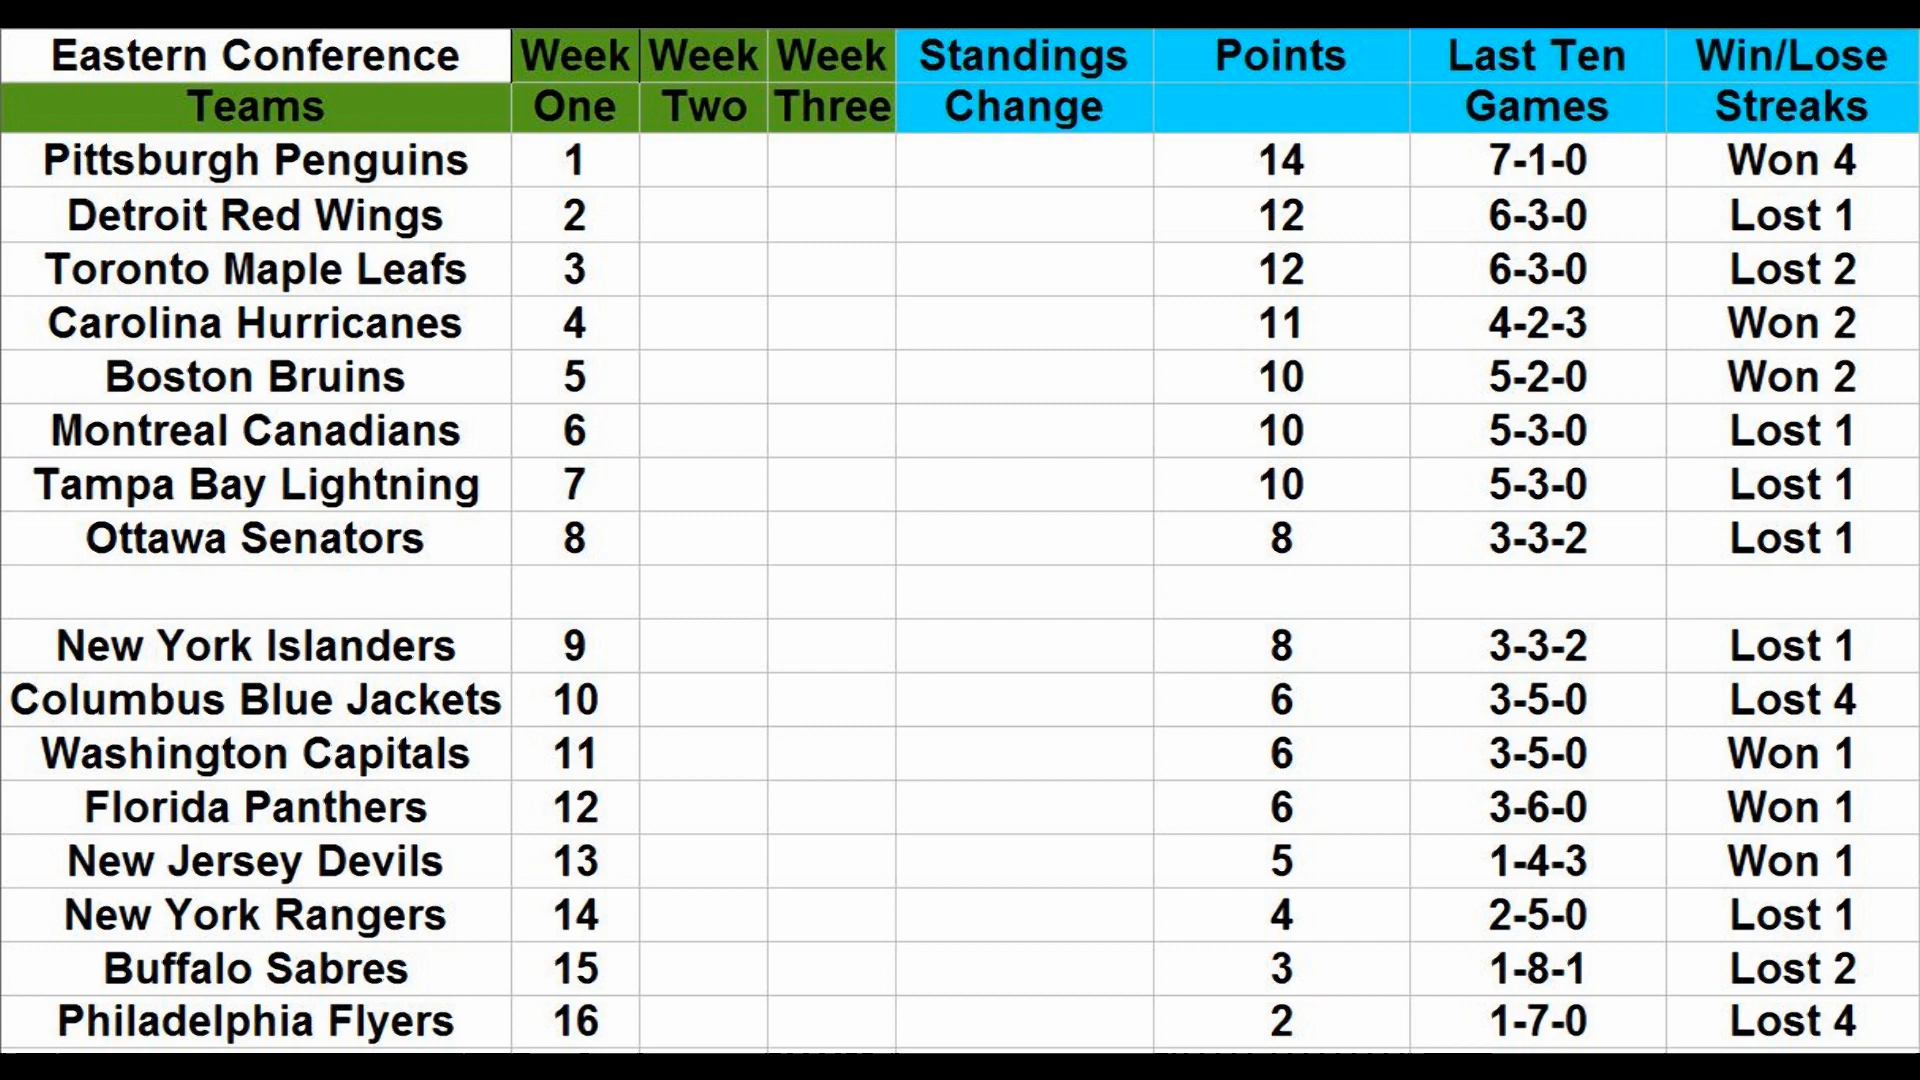 Eastern Conference Week Week Week Standings Points Last Ten Win/Lose
Teams One Two Three Change Games Streaks
Pittsburgh Penguins 1 14 7-1-0 Won 4
Detroit Red Wings 2 12 6-3-0 Lost 1
Toronto Maple Leafs 3 12 6-3-0 Lost 2
Carolina Hurricanes 4 11 4-2-3 Won 2
Boston Bruins 5 10 5-2-0 Won 2
Montreal Canadians 6 10 5-3-0 Lost 1
Tampa Bay Lightning 7 10 5-3-0 Lost 1
Ottawa Senators 8 8 3-3-2 Lost 1
New York Islanders 9 8 3-3-2 Lost 1
Columbus Blue Jackets 10 6 3-5-0 Lost 4
Washington Capitals 11 6 3-5-0 Won 1
Florida Panthers 12 6 3-6-0 Won 1
New Jersey Devils 13 5 1-4-3 Won 1
New York Rangers 14 4 2-5-0 Lost 1
Buffalo Sabres 15 3 1-8-1 Lost 2
Philadelphia Flyers 16 2 1-7-0 Lost 4